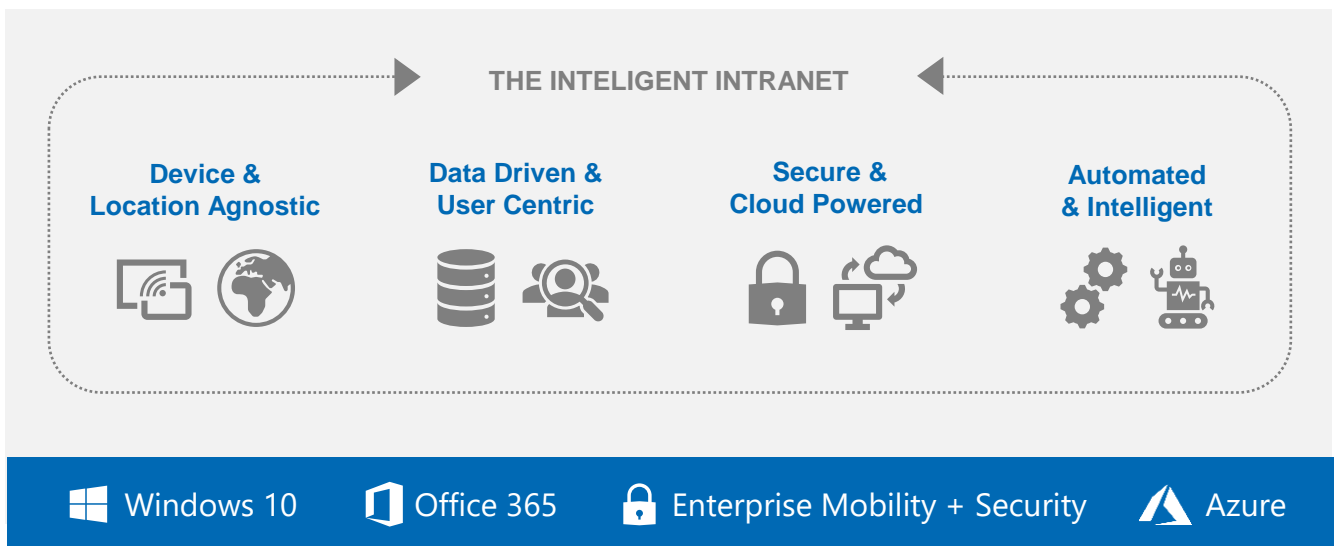 THE INTELIGENT INTRANET
Device &
Location Agnostic
Data Driven &
User Centric
Secure &
Cloud Powered
Automated
& Intelligent
Windows 10
Office 365
Enterprise Mobility + Security
Azure